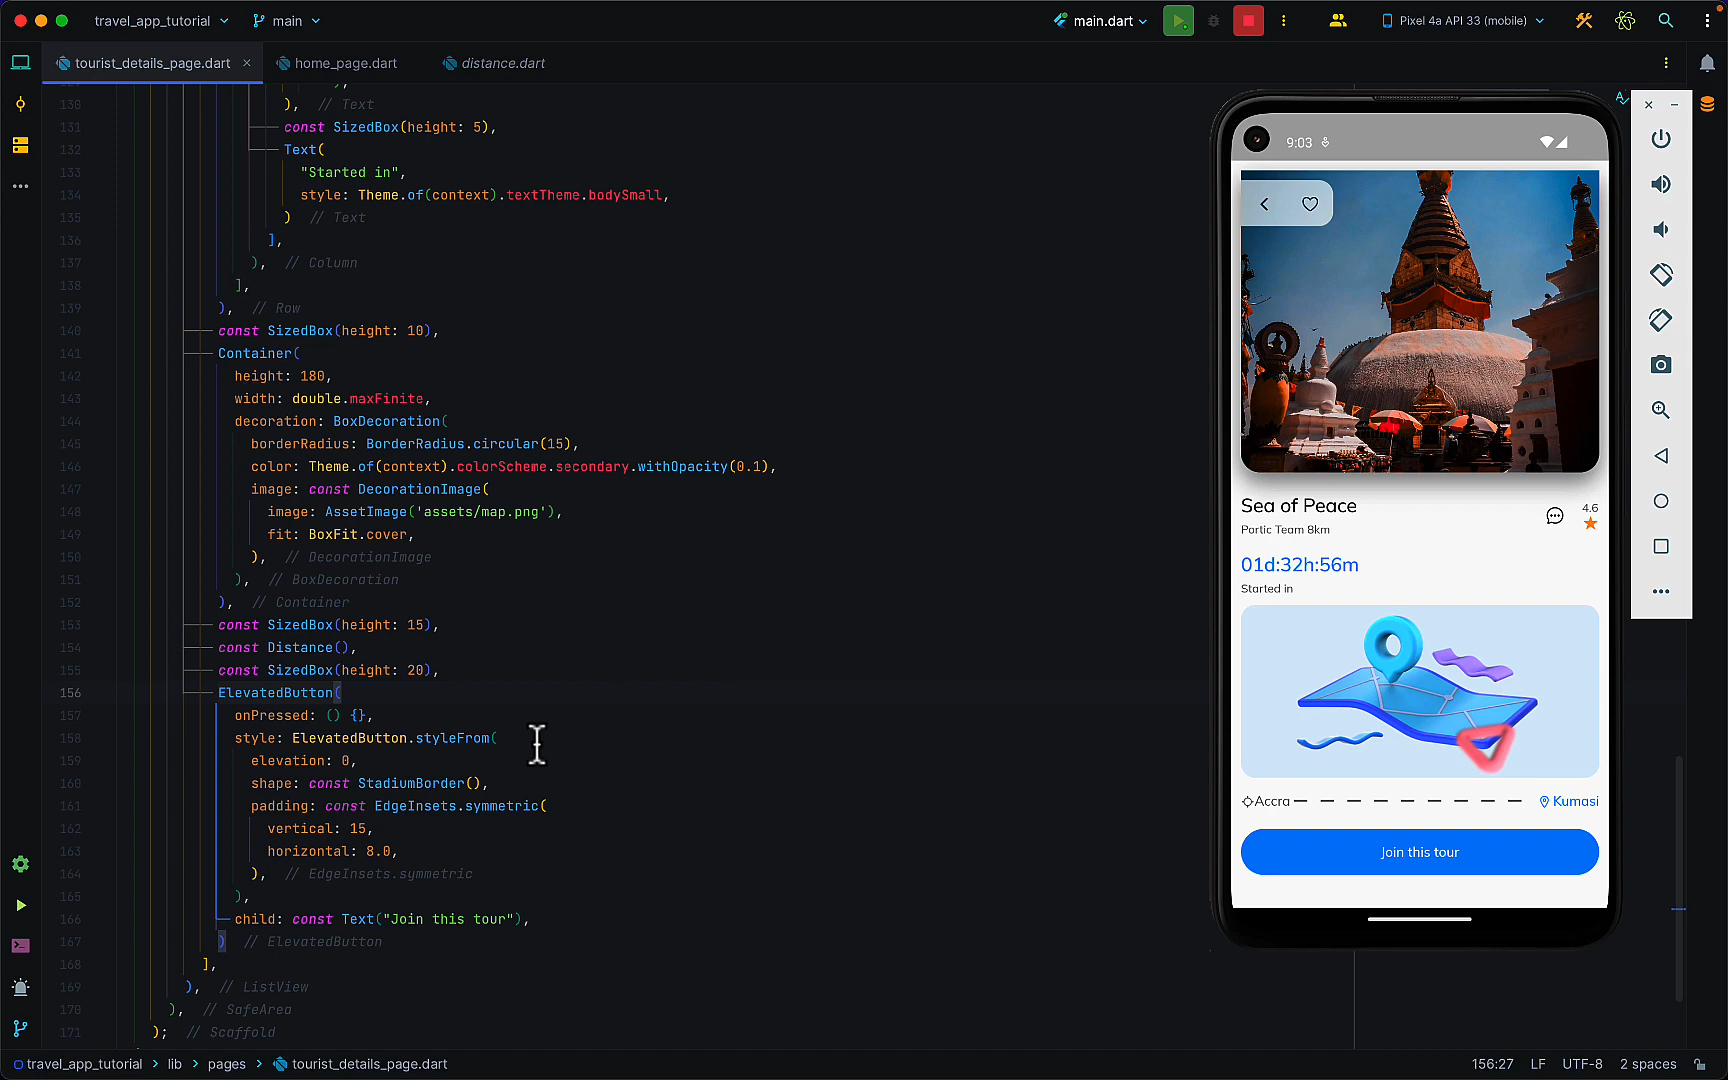 travel_app_tutorial
main
main.dart
Pixel 4a API 33 (mobile)
tourist_details_page.dart
home_page.dart
distance.dart
130 ), // Text
131 const SizedBox(height: 5),
132 Text(
133 "Started in",
134 style: Theme.of(context).textTheme.bodySmall,
135 ) // Text
136 ],
137 ), // Column
138 ],
139 ), // Row
140 const SizedBox(height: 10),
141 Container(
142 height: 180,
143 width: double.maxFinite,
144 decoration: BoxDecoration(
145 borderRadius: BorderRadius.circular(15),
146 color: Theme.of(context).colorScheme.secondary.withOpacity(0.1),
147 image: const DecorationImage(
148 image: AssetImage('assets/map.png'),
149 fit: BoxFit.cover,
150 ), // DecorationImage
151 ), // BoxDecoration
152 ), // Container
153 const SizedBox(height: 15),
154 const Distance(),
155 const SizedBox(height: 20),
156 ElevatedButton(
157 onPressed: () {},
158 style: ElevatedButton.styleFrom(
159 elevation: 0,
160 shape: const StadiumBorder(),
161 padding: const EdgeInsets.symmetric(
162 vertical: 15,
163 horizontal: 8.0,
164 ), // EdgeInsets.symmetric
165 ),
166 child: const Text("Join this tour"),
167 ) // ElevatedButton
168 ],
169 ), // ListView
170 ), // SafeArea
171 ); // Scaffold
9:03
Sea of Peace
4.6
Portic Team 8km
01d:32h:56m
Started in
Accra
Kumasi
Join this tour
travel_app_tutorial > lib > pages > tourist_details_page.dart
156:27 LF UTF-8 2 spaces